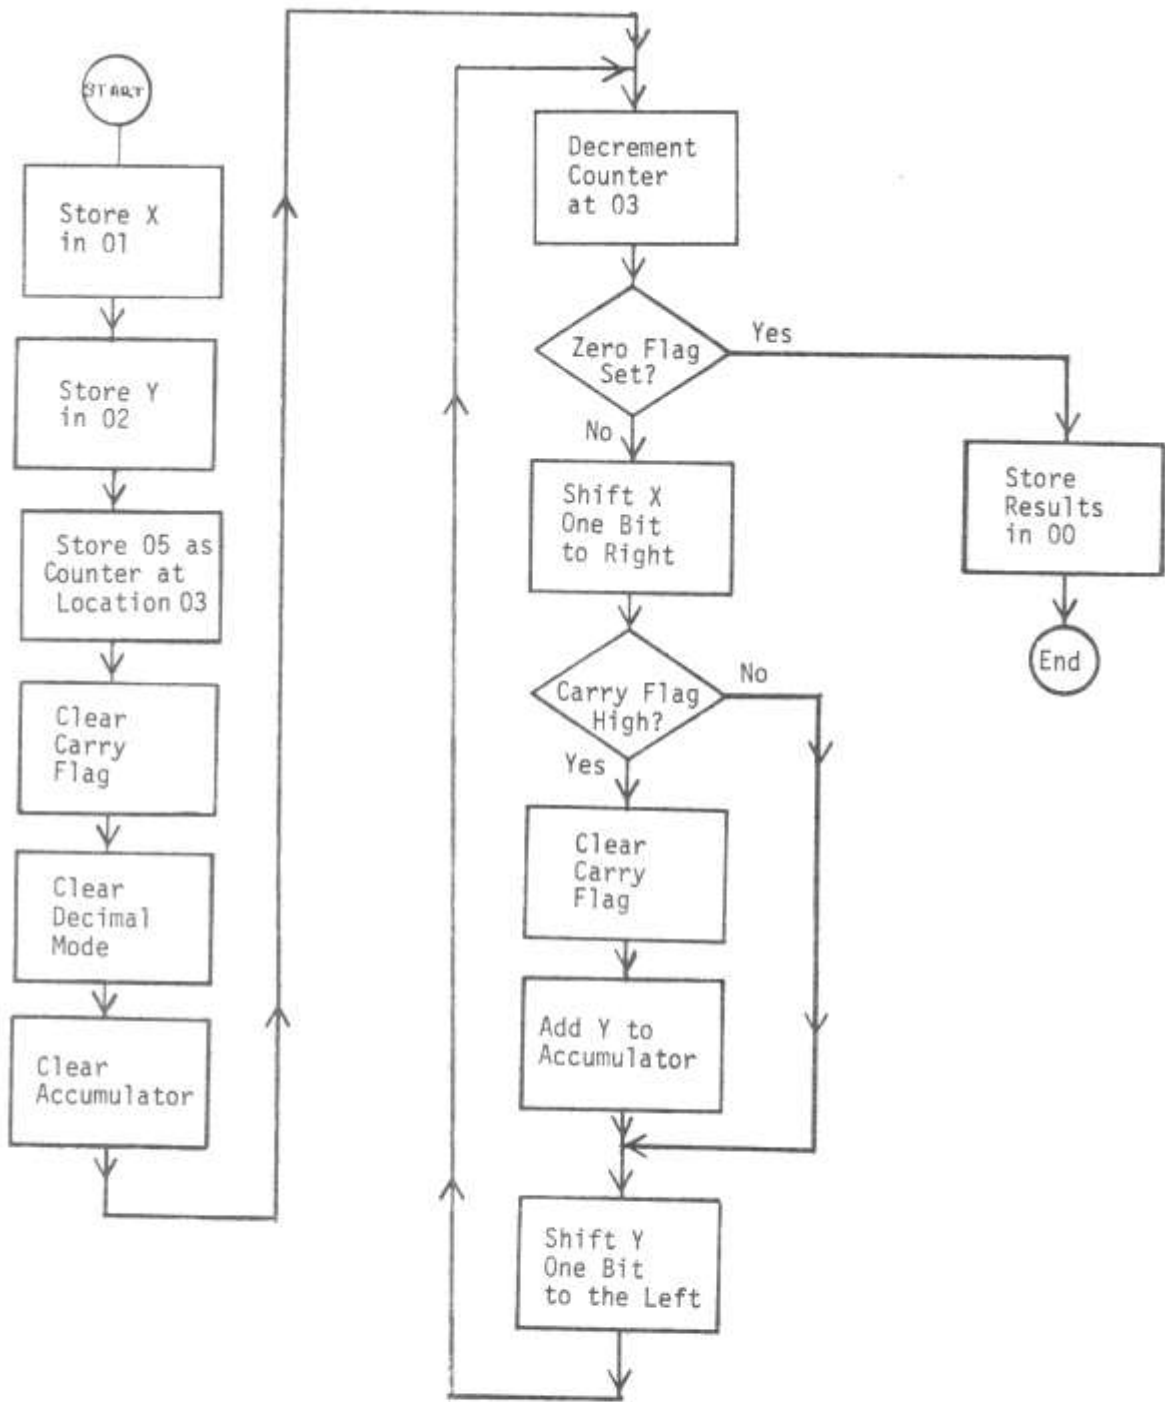 START
Store X
in 01
Store Y
in 02
Store 05 as
Counter at
Location 03
Clear
Carry
Flag
Clear
Decimal
Mode
Clear
Accumulator
Decrement
Counter
at 03
Zero Flag
Set?
Yes
No
Store
Results
in 00
End
Shift X
One Bit
to Right
Carry Flag
High?
No
Yes
Clear
Carry
Flag
Add Y to
Accumulator
Shift Y
One Bit
to the Left